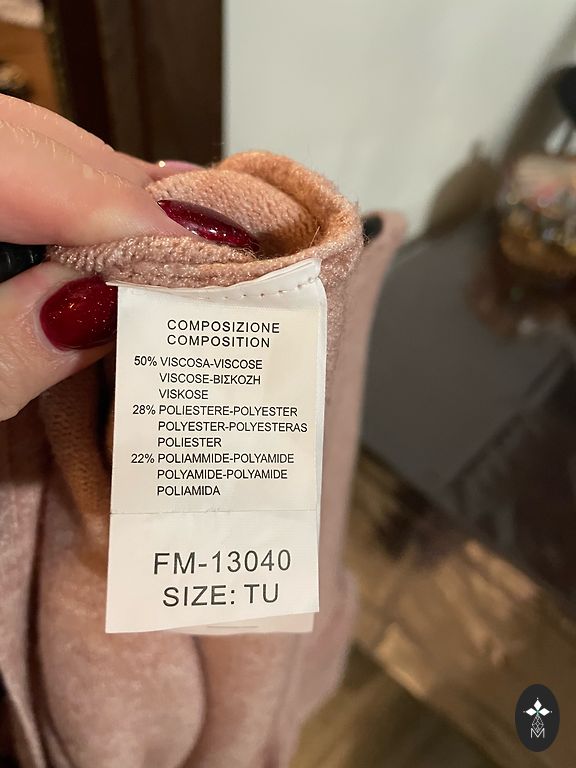 COMPOSIZIONE
COMPOSITION
50% VISCOSA-VISCOSE
VISCOSE-ΒΙΣΚΟΖΗ
VISKOSE
28% POLIESTERE-POLYESTER
POLYESTER-POLYESTERAS
POLIESTER
22% POLIAMMIDE-POLYAMIDE
POLYAMIDE-POLYAMIDE
POLIAMIDA
FM-13040
SIZE: TU
M